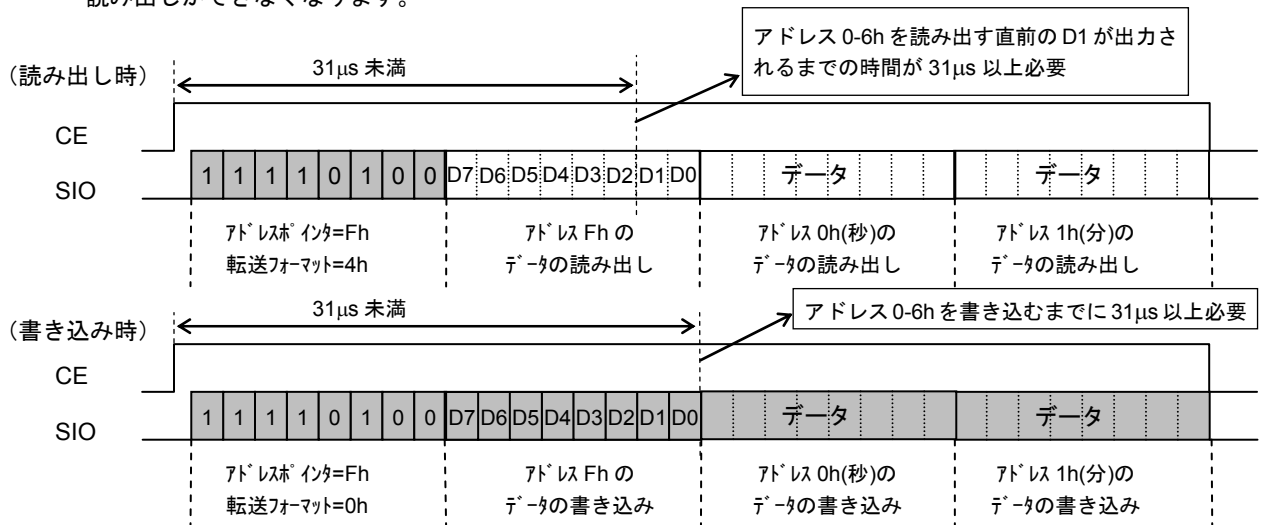 読み出しができなくなります。
アドレス 0-6h を読み出す直前の D1 が出力さ
れるまでの時間が 31μs 以上必要
（読み出し時）
31μs 未満
CE
SIO
1 1 1 1 0 1 0 0 D7 D6 D5 D4 D3 D2 D1 D0 データ データ
ｱﾄﾞﾚｽﾎﾟｲﾝﾀ=Fh
転送ﾌｫｰﾏｯﾄ=4h
ｱﾄﾞﾚｽ Fh の
ﾃﾞｰﾀの読み出し
ｱﾄﾞﾚｽ 0h(秒)の
ﾃﾞｰﾀの読み出し
ｱﾄﾞﾚｽ 1h(分)の
ﾃﾞｰﾀの読み出し
（書き込み時）
31μs 未満
アドレス 0-6h を書き込むまでに 31μs 以上必要
CE
SIO
1 1 1 1 0 1 0 0 D7 D6 D5 D4 D3 D2 D1 D0 データ データ
ｱﾄﾞﾚｽﾎﾟｲﾝﾀ=Fh
転送ﾌｫｰﾏｯﾄ=0h
ｱﾄﾞﾚｽ Fh の
ﾃﾞｰﾀの書き込み
ｱﾄﾞﾚｽ 0h(秒)の
ﾃﾞｰﾀの書き込み
ｱﾄﾞﾚｽ 1h(分)の
ﾃﾞｰﾀの書き込み